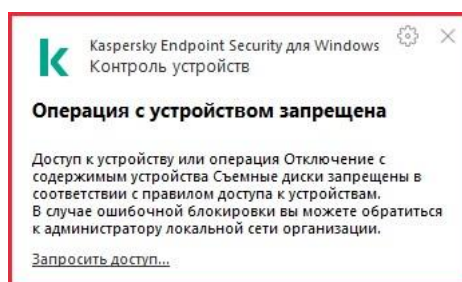 Kaspersky Endpoint Security для Windows
Контроль устройств
Операция с устройством запрещена
Доступ к устройству или операция Отключение с
содержимым устройства Съемные диски запрещены в
соответствии с правилом доступа к устройствам.
В случае ошибочной блокировки вы можете обратиться
к администратору локальной сети организации.
Запросить доступ...